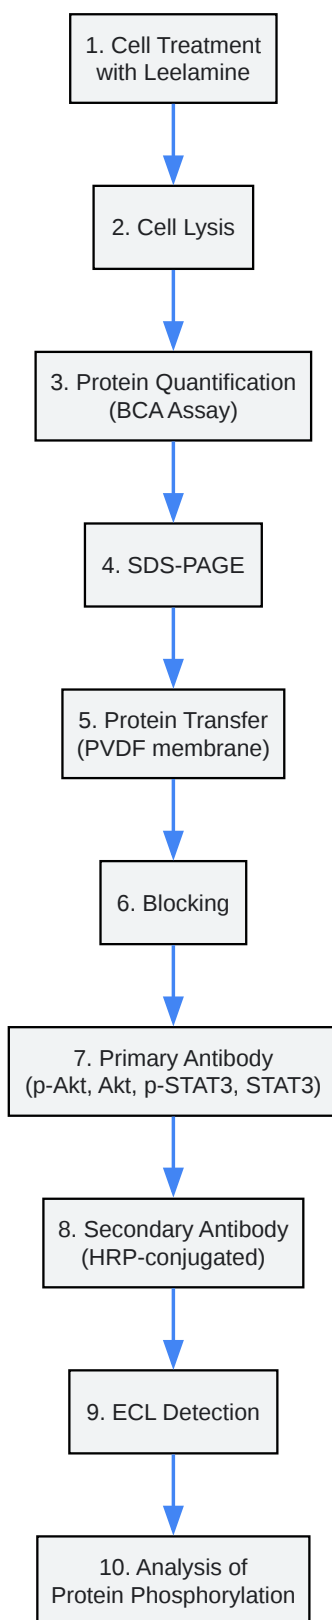 1. Cell Treatment
with Leelamine
2. Cell Lysis
3. Protein Quantification
(BCA Assay)
4. SDS-PAGE
5. Protein Transfer
(PVDF membrane)
6. Blocking
7. Primary Antibody
(p-Akt, Akt, p-STAT3, STAT3)
8. Secondary Antibody
(HRP-conjugated)
9. ECL Detection
10. Analysis of
Protein Phosphorylation